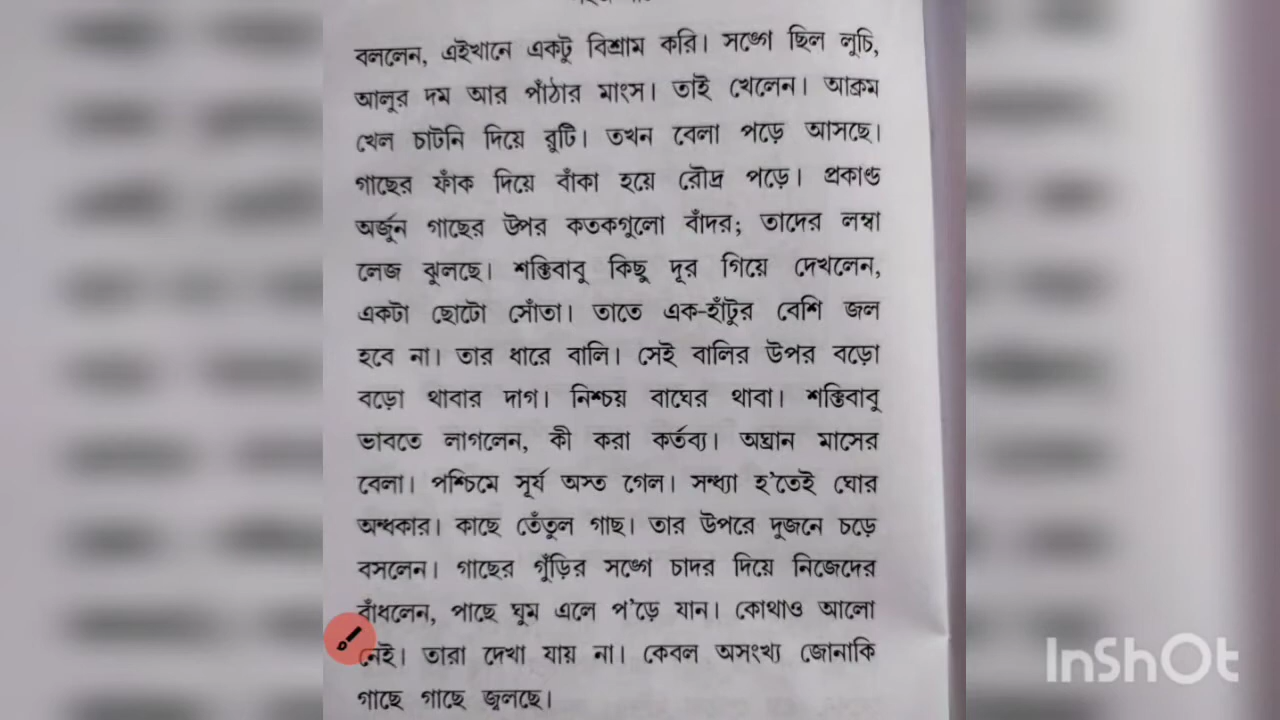 বললেন, এইখানে একটু বিশ্রাম করি। সঙ্গে ছিল লুচি,
আলুর দম আর পাঁঠার মাংস। তাই খেলেন। আক্রম
খেল চাটনি দিয়ে রুটি। তখন বেলা পড়ে আসছে।
গাছের ফাঁক দিয়ে বাঁকা হয়ে রৌদ্র পড়ে। প্রকাণ্ড
অর্জুন গাছের উপর কতকগুলো বাঁদর; তাদের লম্বা
লেজ ঝুলছে। শক্তিবাবু কিছু দূর গিয়ে দেখলেন,
একটা ছোটো সোঁতা। তাতে এক-হাঁটুর বেশি জল
হবে না। তার ধারে বালি। সেই বালির উপর বড়ো
বড়ো থাবার দাগ। নিশ্চয় বাঘের থাবা। শক্তিবাবু
ভাবতে লাগলেন, কী করা কর্তব্য। অঘ্রান মাসের
বেলা। পশ্চিমে সূর্য অস্ত গেল। সন্ধ্যা হ'তেই ঘোর
অন্ধকার। কাছে তেঁতুল গাছ। তার উপরে দুজনে চড়ে
বসলেন। গাছের গুঁড়ির সঙ্গে চাদর দিয়ে নিজেদের
বাঁধলেন, পাছে ঘুম এলে প'ড়ে যান। কোথাও আলো
নেই। তারা দেখা যায় না। কেবল অসংখ্য জোনাকি
গাছে গাছে জ্বলছে।
InShOt